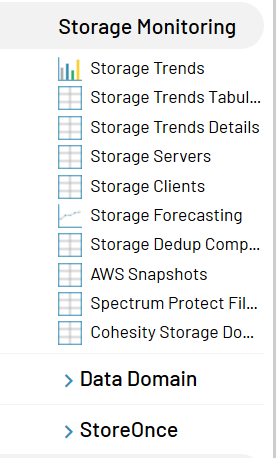 Storage Monitoring
Storage Trends
Storage Trends Tabul...
Storage Trends Details
Storage Servers
Storage Clients
Storage Forecasting
Storage Dedup Comp...
AWS Snapshots
Spectrum Protect Fil...
Cohesity Storage Do...
Data Domain
StoreOnce